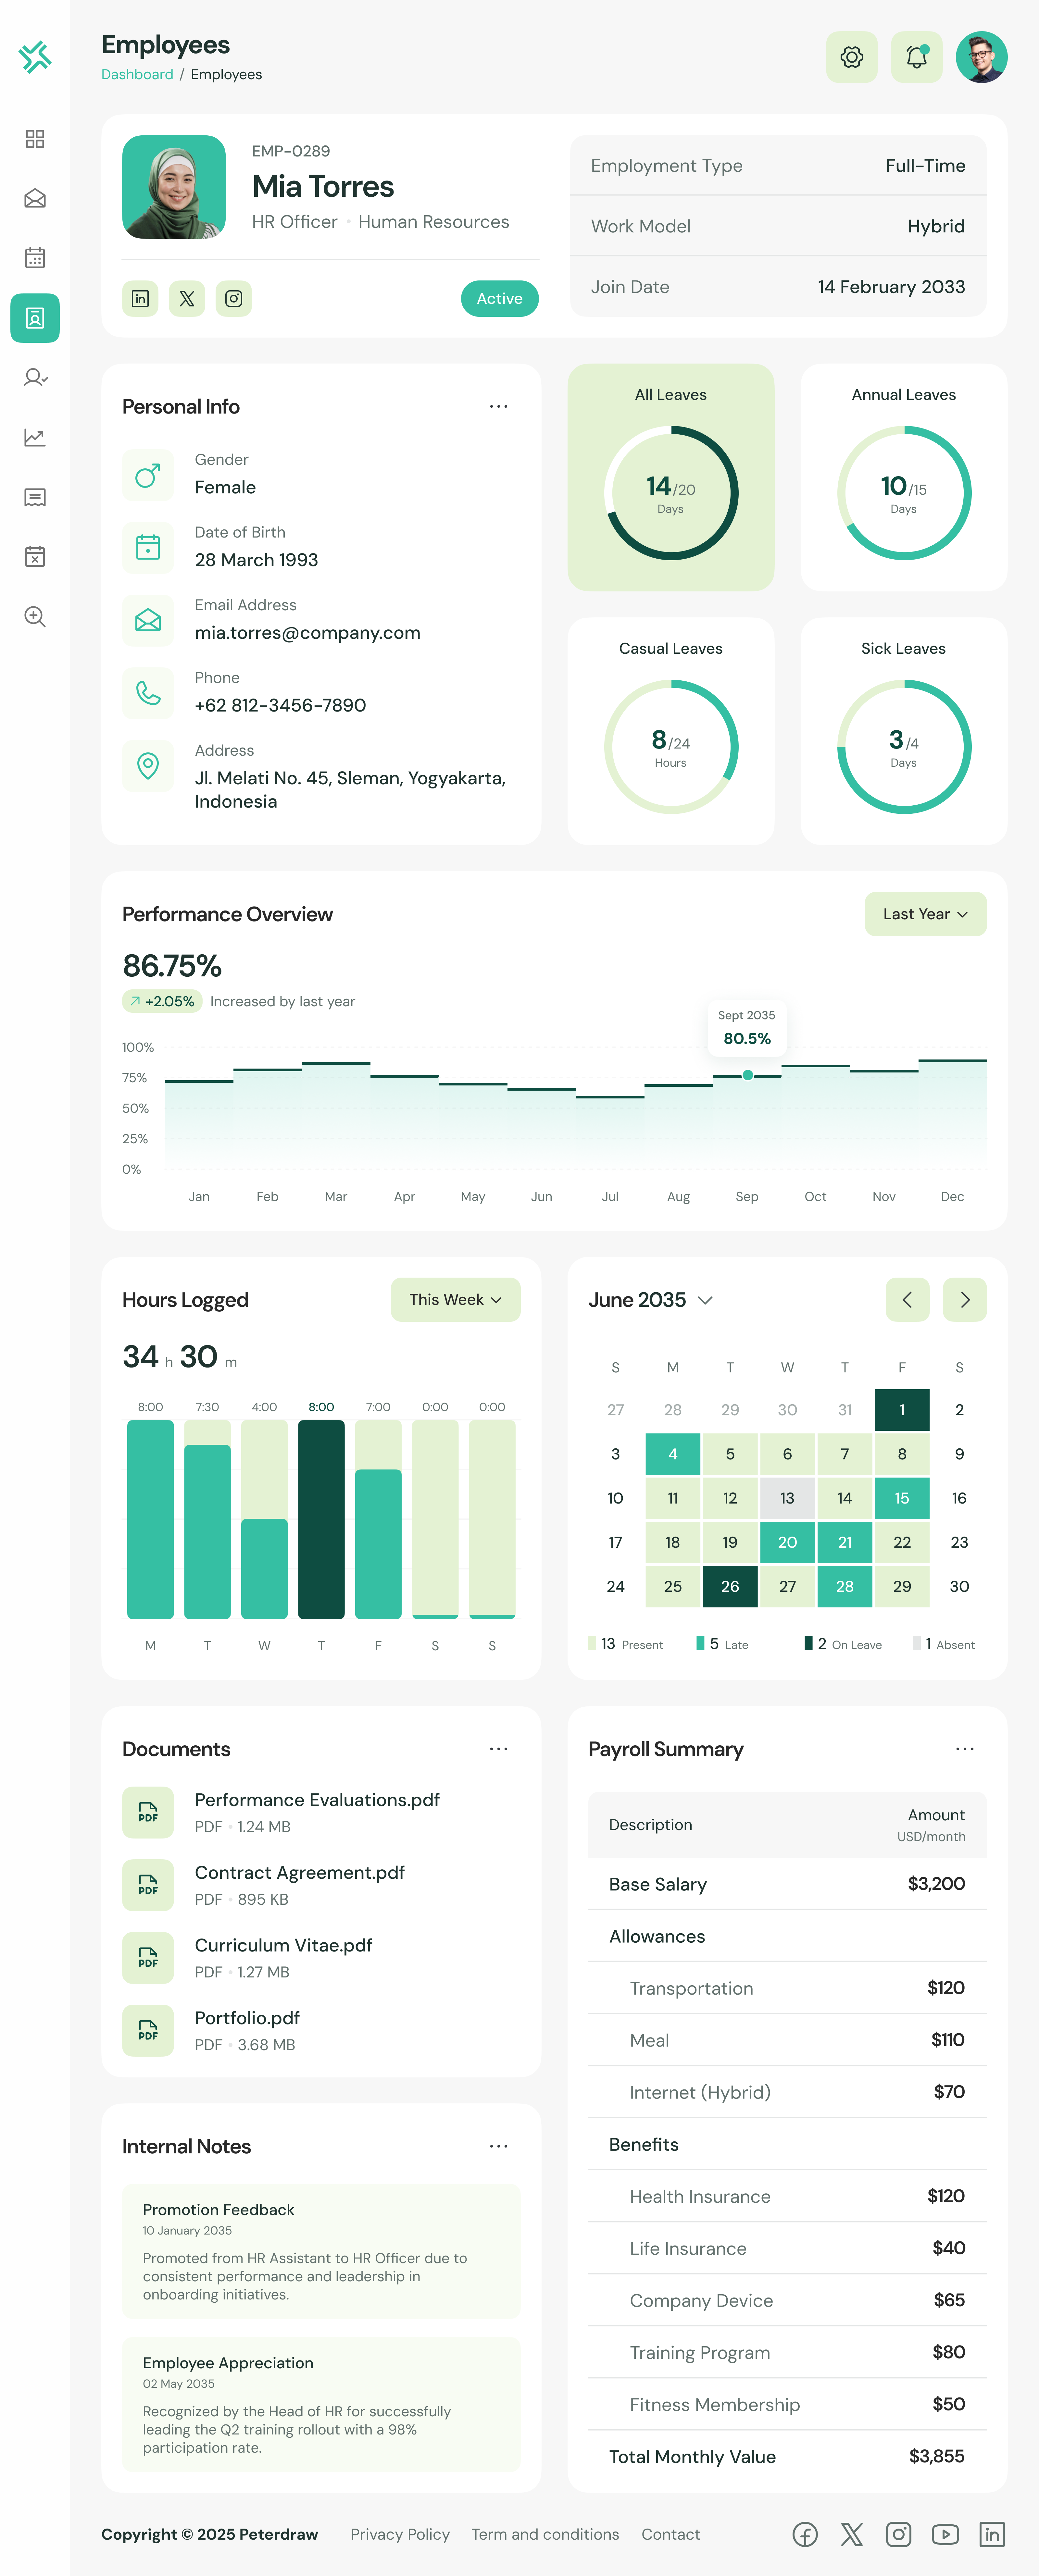 Employees
Dashboard / Employees
EMP-0289
Mia Torres
HR Officer • Human Resources
Active
Employment Type Full-Time
Work Model Hybrid
Join Date 14 February 2033
Personal Info
Gender
Female
Date of Birth
28 March 1993
Email Address
mia.torres@company.com
Phone
+62 812-3456-7890
Address
Jl. Melati No. 45, Sleman, Yogyakarta,
Indonesia
All Leaves
14/20
Days
Annual Leaves
10/15
Days
Casual Leaves
8/24
Hours
Sick Leaves
3/4
Days
Performance Overview
Last Year
86.75%
+2.05% Increased by last year
Sept 2035
80.5%
100%
75%
50%
25%
0%
Jan Feb Mar Apr May Jun Jul Aug Sep Oct Nov Dec
Hours Logged
This Week
34 h 30 m
8:00 7:30 4:00 8:00 7:00 0:00 0:00
M T W T F S S
June 2035
S M T W T F S
27 28 29 30 31 1 2
3 4 5 6 7 8 9
10 11 12 13 14 15 16
17 18 19 20 21 22 23
24 25 26 27 28 29 30
13 Present 5 Late 2 On Leave 1 Absent
Documents
PDF
Performance Evaluations.pdf
PDF • 1.24 MB
PDF
Contract Agreement.pdf
PDF • 895 KB
PDF
Curriculum Vitae.pdf
PDF • 1.27 MB
PDF
Portfolio.pdf
PDF • 3.68 MB
Internal Notes
Promotion Feedback
10 January 2035
Promoted from HR Assistant to HR Officer due to
consistent performance and leadership in
onboarding initiatives.
Employee Appreciation
02 May 2035
Recognized by the Head of HR for successfully
leading the Q2 training rollout with a 98%
participation rate.
Payroll Summary
Description Amount
USD/month
Base Salary $3,200
Allowances
Transportation $120
Meal $110
Internet (Hybrid) $70
Benefits
Health Insurance $120
Life Insurance $40
Company Device $65
Training Program $80
Fitness Membership $50
Total Monthly Value $3,855
Copyright © 2025 Peterdraw Privacy Policy Term and conditions Contact